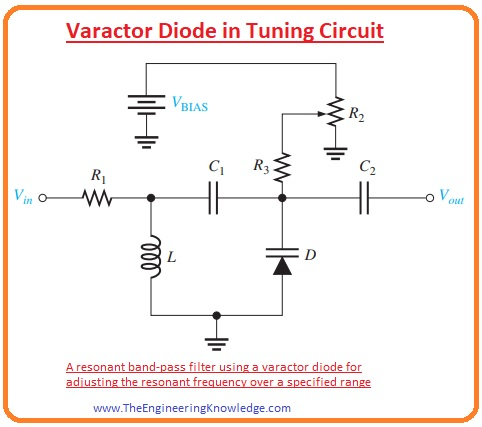 Varactor Diode in Tuning Circuit
VBIAS
R2
R1
C1
R3
C2
Vin
Vout
L
D
A resonant band-pass filter using a varactor diode for
adjusting the resonant frequency over a specified range
www.TheEngineeringKnowledge.com